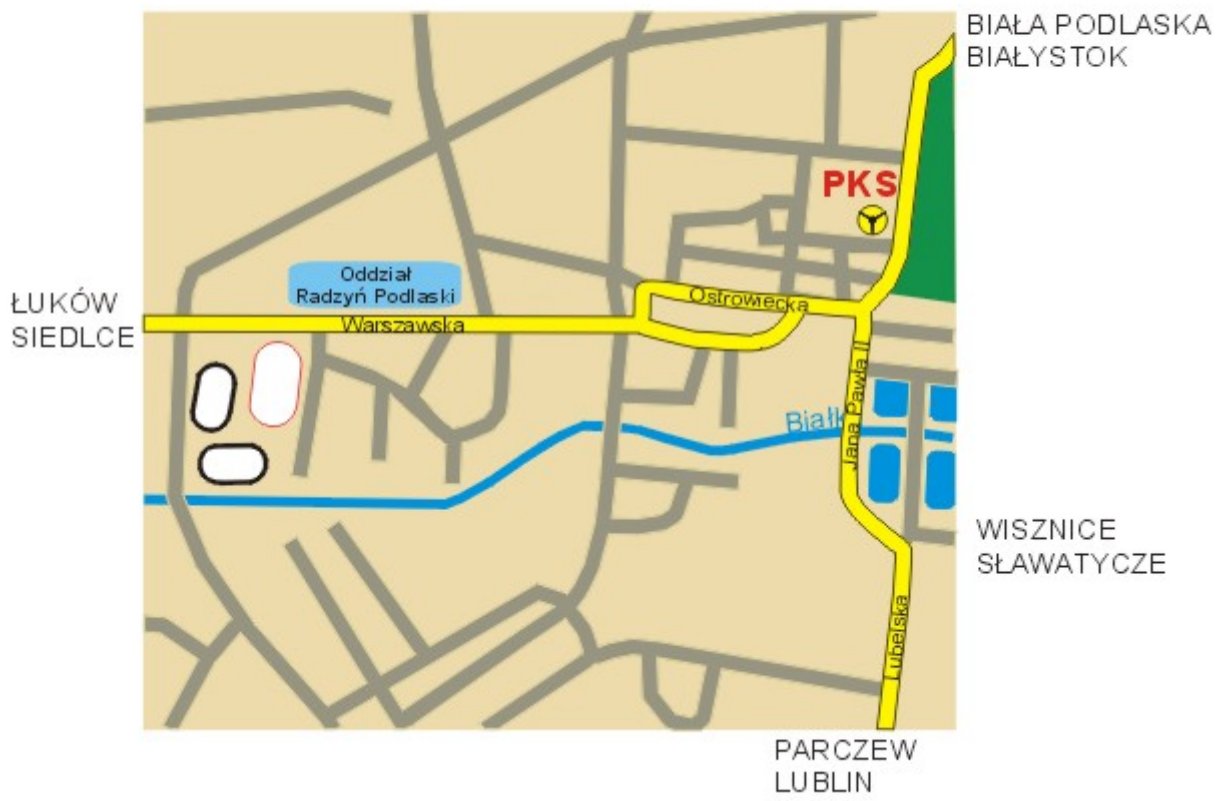 BIAŁA PODLASKA
BIAŁYSTOK
PKS
Oddział
Radzyń Podlaski
ŁUKÓW
SIEDLCE
Warszawska
Ostrowiecka
Jana Pawła II
WISZNICE
SŁAWATYCZE
Lubelska
PARCZEW
LUBLIN